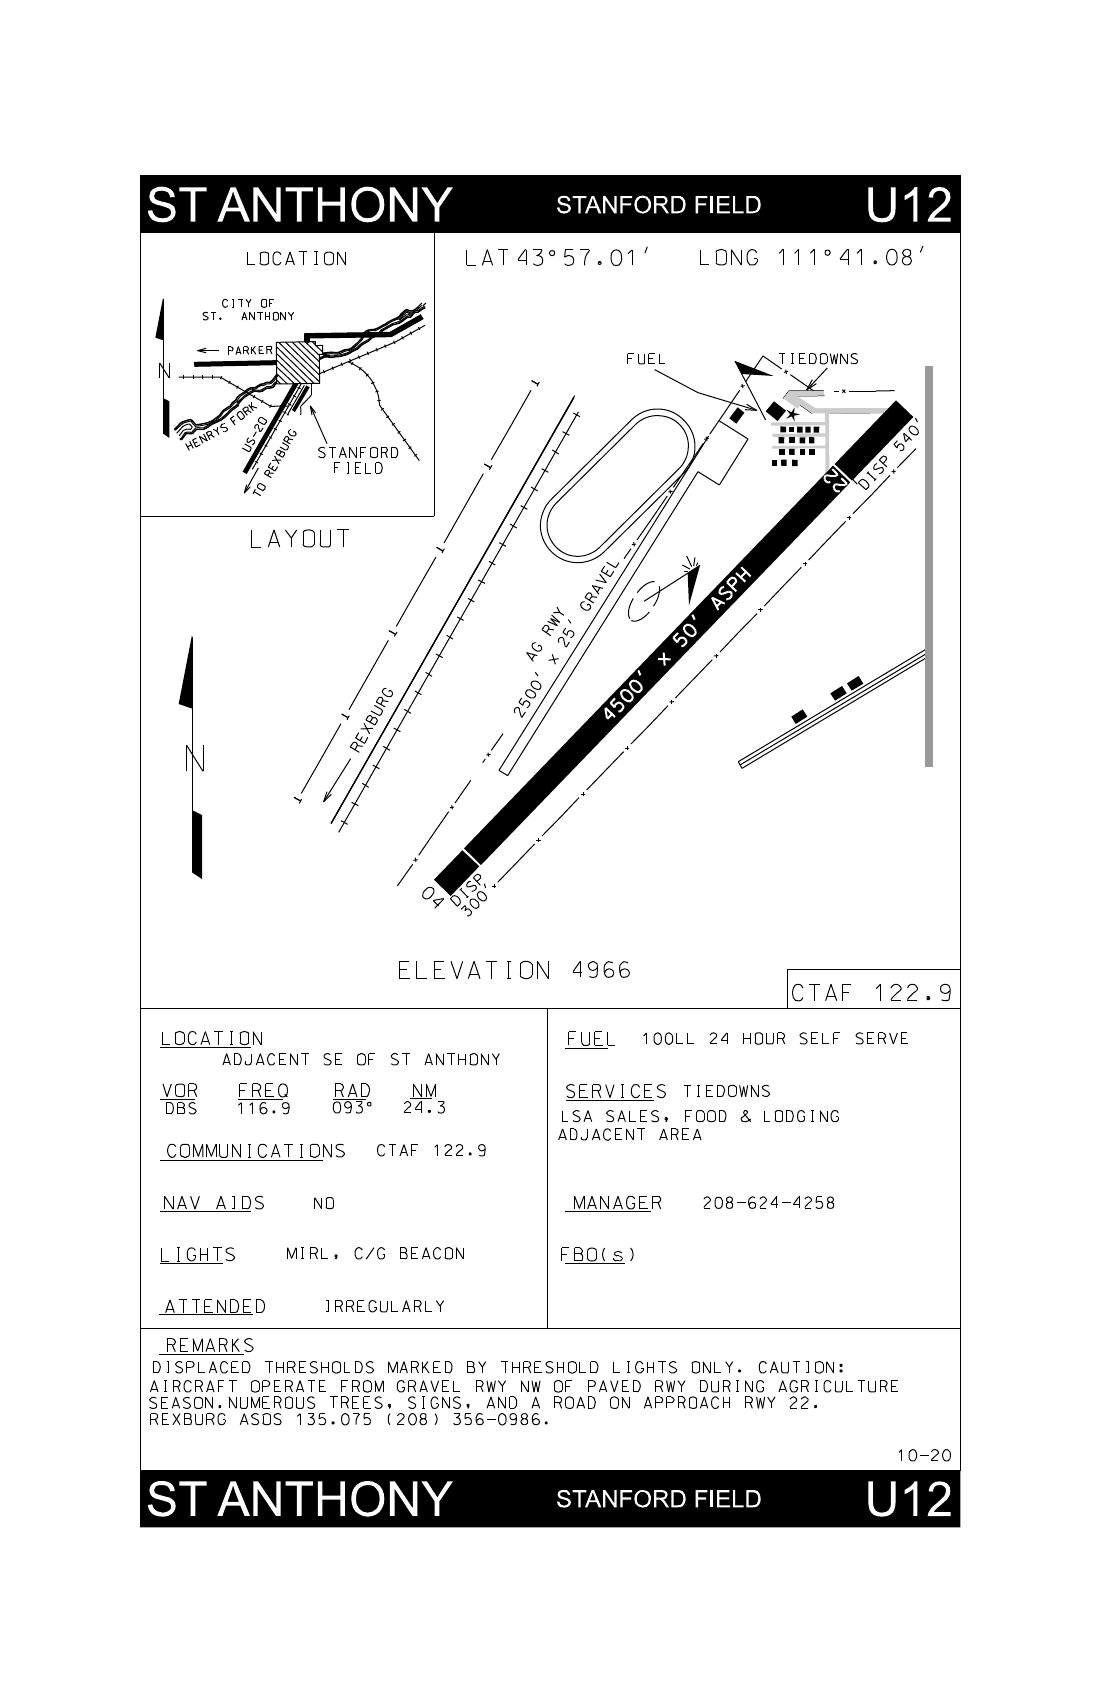 ST ANTHONY STANFORD FIELD U12
LOCATION
LAT 43°57.01′ LONG 111°41.08′
CITY OF
ST. ANTHONY
PARKER
N
HENRYS FORK
US-20
TO REXBURG
STANFORD
FIELD
LAYOUT
FUEL
TIEDOWNS
DISP 540′
22
4500′ × 50′ ASPH
AG RWY
2500′ × 25′ GRAVEL
REXBURG
N
04
DISP
300′
ELEVATION 4966
CTAF 122.9
LOCATION
ADJACENT SE OF ST ANTHONY
VOR FREQ RAD NM
DBS 116.9 093° 24.3
COMMUNICATIONS CTAF 122.9
NAV AIDS NO
LIGHTS MIRL, C/G BEACON
ATTENDED IRREGULARLY
FUEL 100LL 24 HOUR SELF SERVE
SERVICES TIEDOWNS
LSA SALES, FOOD & LODGING
ADJACENT AREA
MANAGER 208-624-4258
FBO(s)
REMARKS
DISPLACED THRESHOLDS MARKED BY THRESHOLD LIGHTS ONLY. CAUTION:
AIRCRAFT OPERATE FROM GRAVEL RWY NW OF PAVED RWY DURING AGRICULTURE
SEASON.NUMEROUS TREES, SIGNS, AND A ROAD ON APPROACH RWY 22.
REXBURG ASOS 135.075 (208) 356-0986.
10-20
ST ANTHONY STANFORD FIELD U12